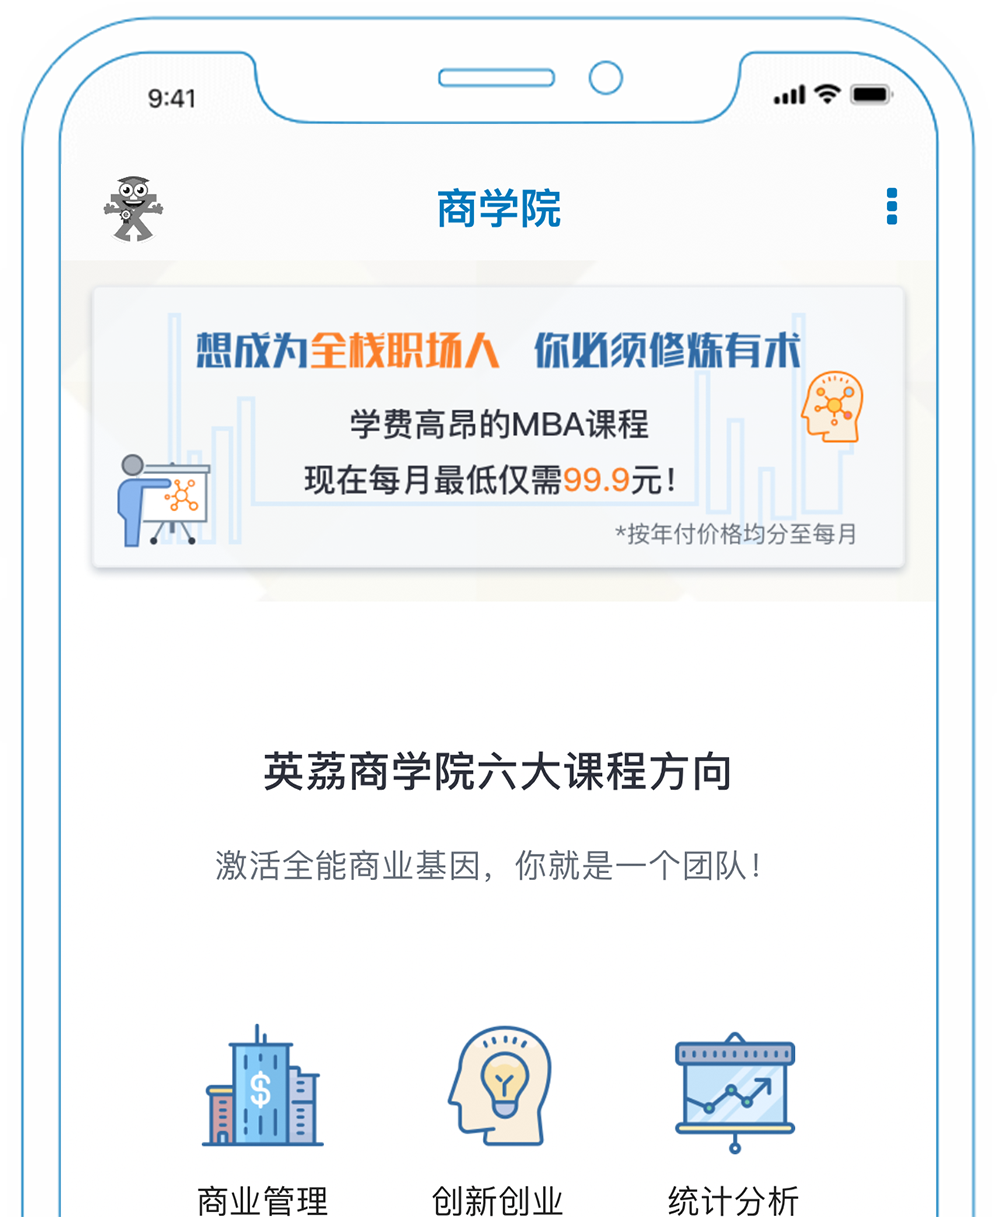 9:41
商学院
想成为全栈职场人 你必须修炼有术
学费高昂的MBA课程
现在每月最低仅需99.9元！
*按年付价格均分至每月
英荔商学院六大课程方向
激活全能商业基因，你就是一个团队！
$
商业管理 创新创业 统计分析